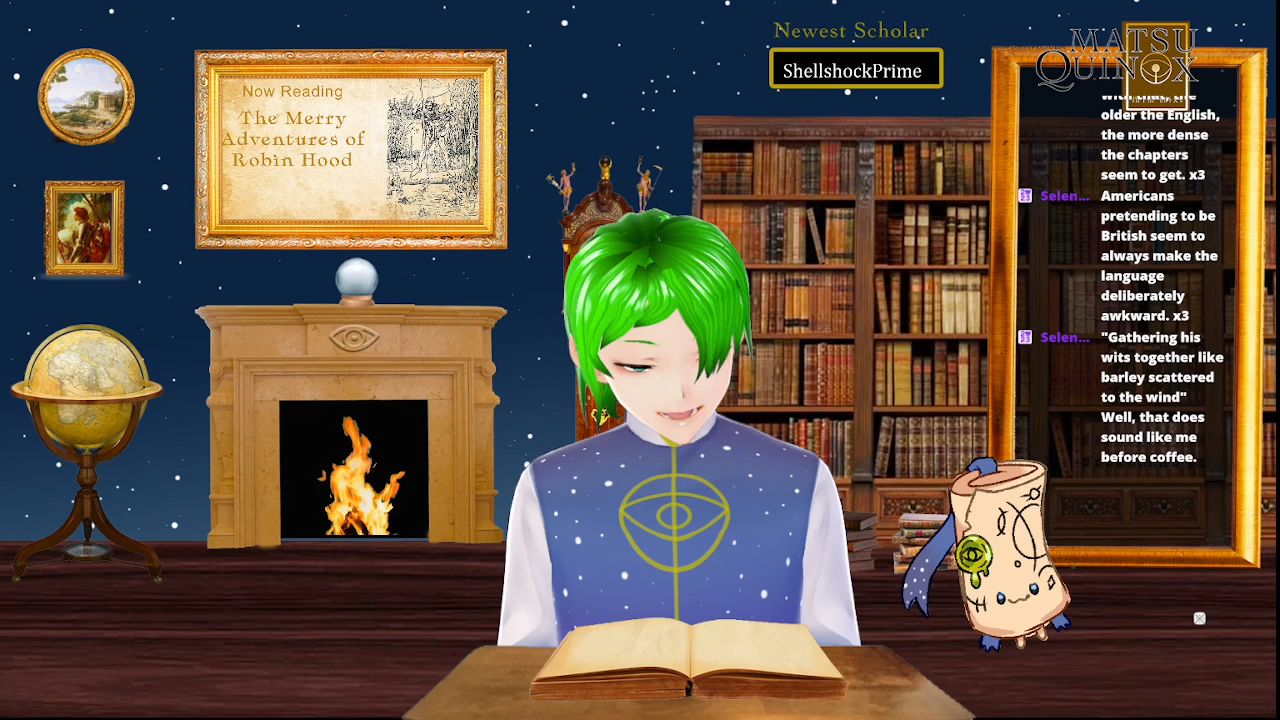 Newest Scholar
ShellshockPrime
MATSU
QUINOX
Now Reading
The Merry
Adventures of
Robin Hood
older the English,
the more dense
the chapters
seem to get. x3
Selen... Americans
pretending to be
British seem to
always make the
language
deliberately
awkward. x3
Selen... "Gathering his
wits together like
barley scattered
to the wind"
Well, that does
sound like me
before coffee.